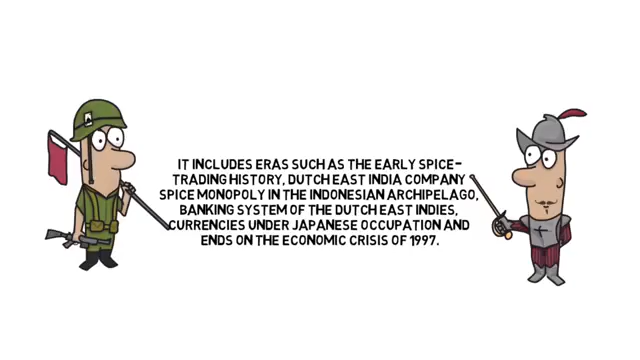 IT INCLUDES ERAS SUCH AS THE EARLY SPICE-
TRADING HISTORY, DUTCH EAST INDIA COMPANY
SPICE MONOPOLY IN THE INDONESIAN ARCHIPELAGO,
BANKING SYSTEM OF THE DUTCH EAST INDIES,
CURRENCIES UNDER JAPANESE OCCUPATION AND
ENDS ON THE ECONOMIC CRISIS OF 1997.